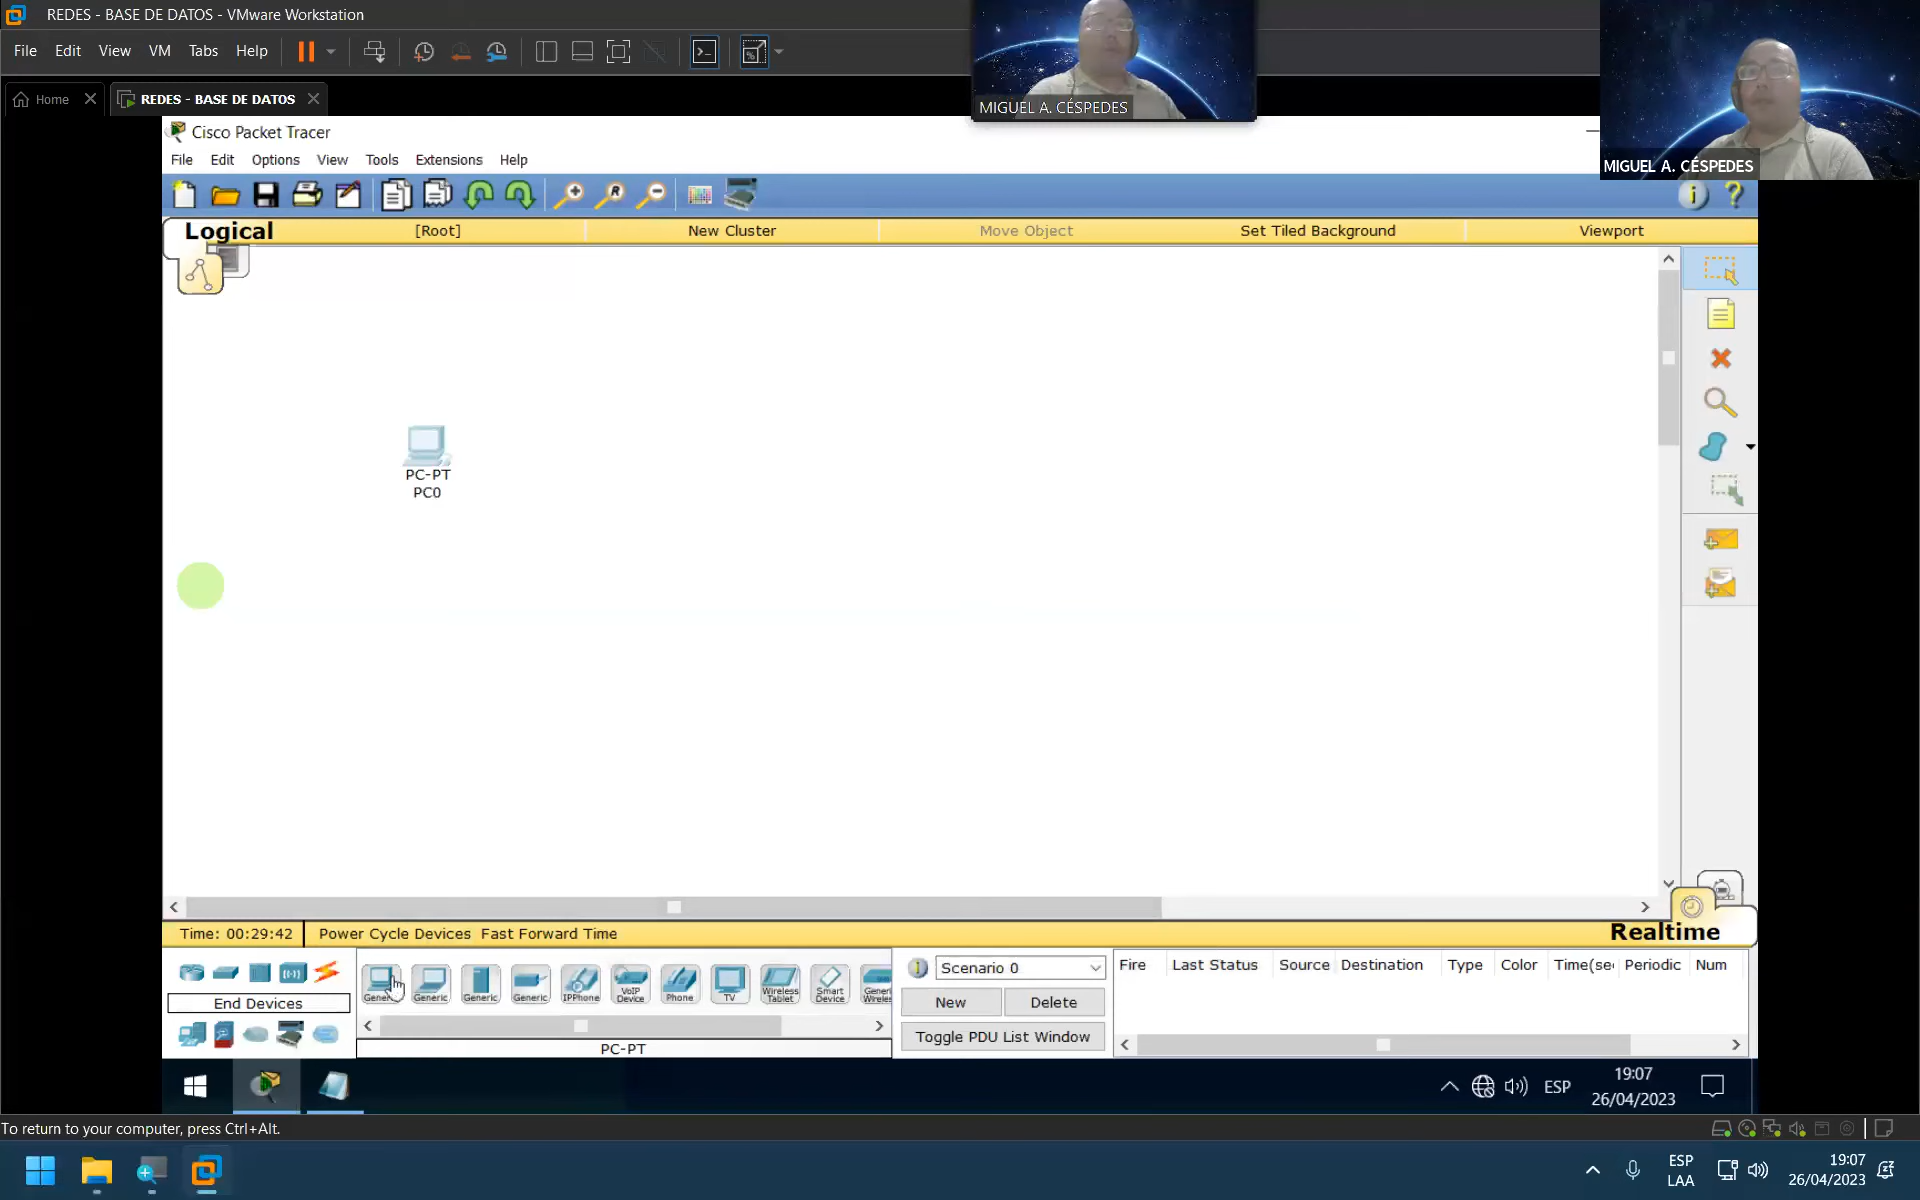 REDES - BASE DE DATOS - VMware Workstation
File Edit View VM Tabs Help
Home
REDES - BASE DE DATOS
MIGUEL A. CÉSPEDES
MIGUEL A. CÉSPEDES
Cisco Packet Tracer
File Edit Options View Tools Extensions Help
Logical [Root] New Cluster Move Object Set Tiled Background Viewport
PC-PT
PC0
Time: 00:29:42 Power Cycle Devices Fast Forward Time Realtime
End Devices
Generic Generic Generic Generic IPPhone VoIP Device Phone TV Wireless Tablet Smart Device
PC-PT
Scenario 0
New Delete
Toggle PDU List Window
Fire Last Status Source Destination Type Color Time(se Periodic Num
ESP
19:07
26/04/2023
To return to your computer, press Ctrl+Alt.
ESP
LAA
19:07
26/04/2023